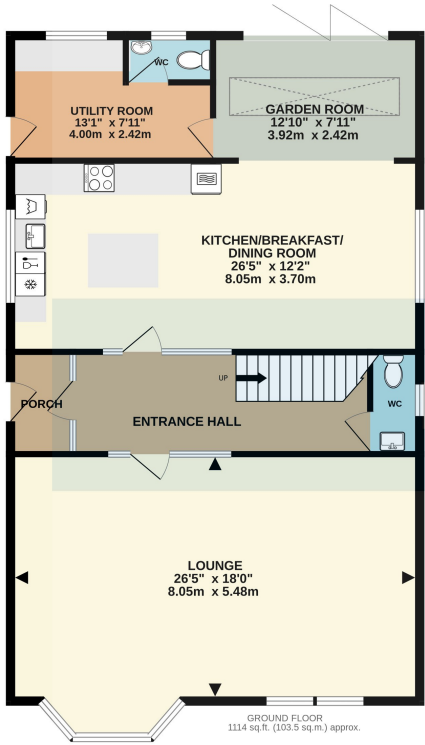 WC
UTILITY ROOM
13'1" x 7'11"
4.00m x 2.42m
GARDEN ROOM
12'10" x 7'11"
3.92m x 2.42m
KITCHEN/BREAKFAST/
DINING ROOM
26'5" x 12'2"
8.05m x 3.70m
UP
PORCH
WC
ENTRANCE HALL
LOUNGE
26'5" x 18'0"
8.05m x 5.48m
GROUND FLOOR
1114 sq.ft. (103.5 sq.m.) approx.